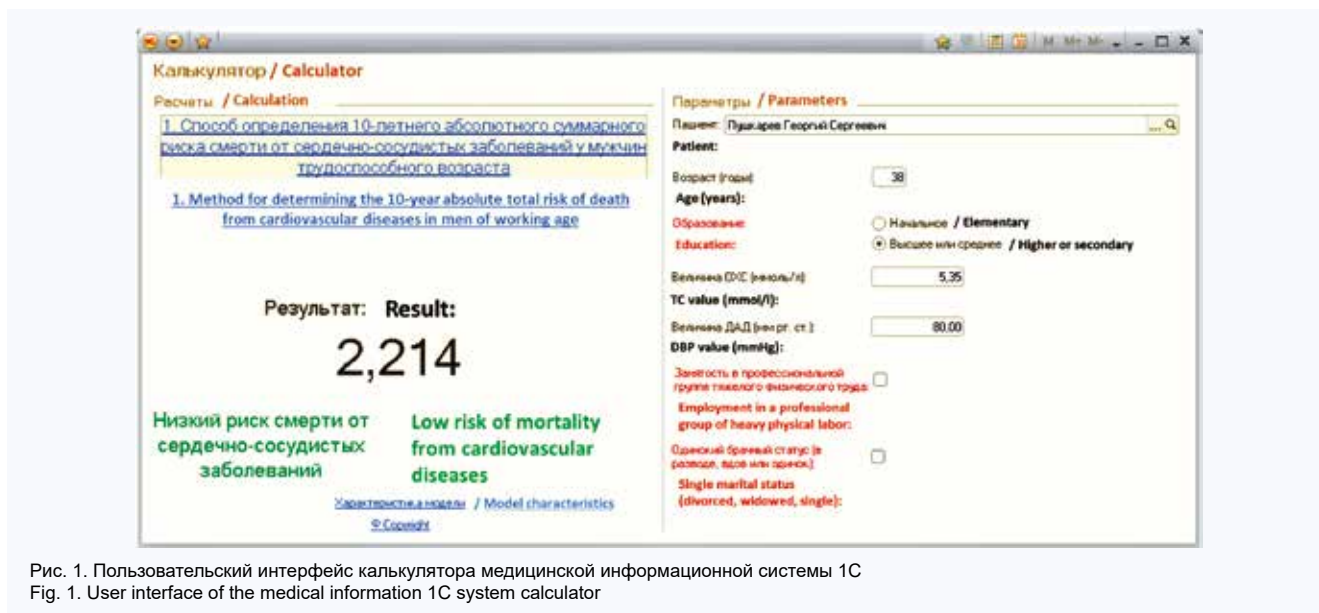 Калькулятор / Calculator
Расчеты / Calculation
1. Способ определения 10-летнего абсолютного суммарного
риска смерти от сердечно-сосудистых заболеваний у мужчин
трудоспособного возраста
1. Method for determining the 10-year absolute total risk of death
from cardiovascular diseases in men of working age
Результат: Result:
2,214
Низкий риск смерти от
сердечно-сосудистых
заболеваний
Low risk of mortality
from cardiovascular
diseases
Характеристика модели / Model characteristics
© Copyright
Параметры / Parameters
Пациент: Пушкарев Георгий Сергеевич
Patient:
Возраст (годы) 38
Age (years):
Образование
Education:
Начальное / Elementary
Высшее или среднее / Higher or secondary
Величина ОХС (ммоль/л) 5,35
TC value (mmol/l):
Величина ДАД (мм рт. ст.): 80,00
DBP value (mmHg):
Занятость в профессиональной
группе тяжелого физического труда:
Employment in a professional
group of heavy physical labor:
Одинокий брачный статус (в
разводе, вдов или одинок):
Single marital status
(divorced, widowed, single):
M M+ M-
Рис. 1. Пользовательский интерфейс калькулятора медицинской информационной системы 1С
Fig. 1. User interface of the medical information 1C system calculator